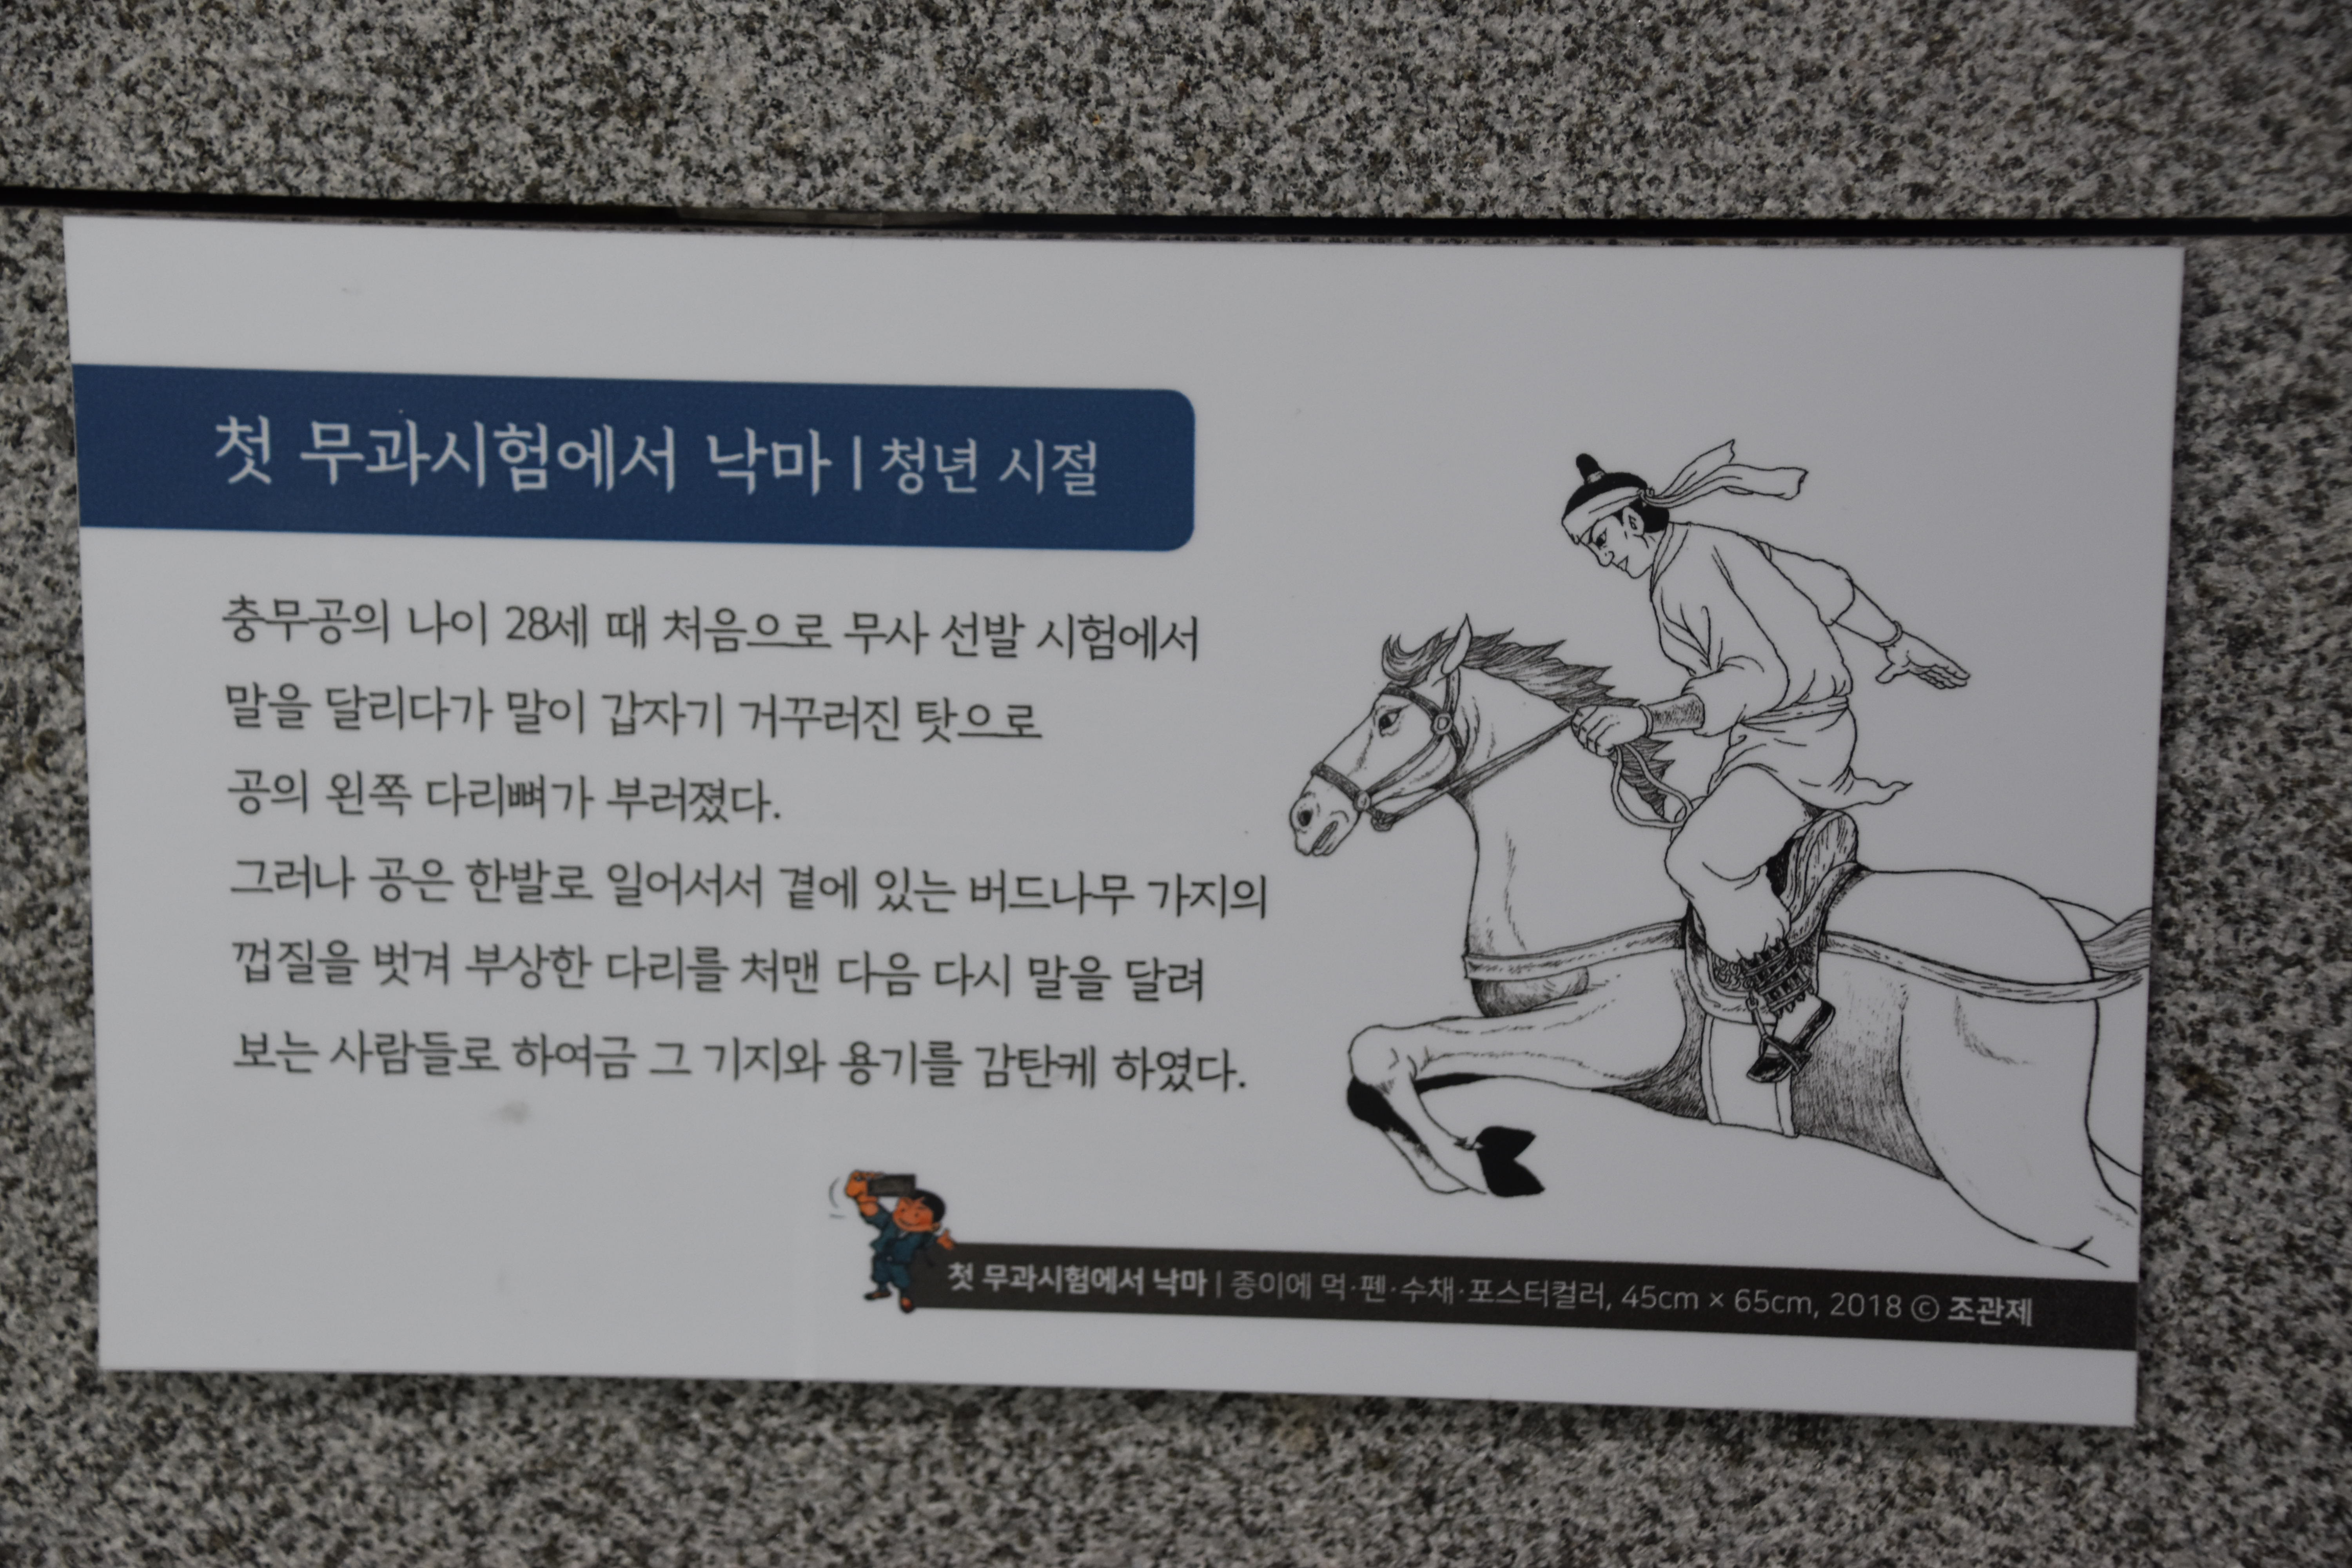 첫 무과시험에서 낙마 | 청년 시절
충무공의 나이 28세 때 처음으로 무사 선발 시험에서
말을 달리다가 말이 갑자기 거꾸러진 탓으로
공의 왼쪽 다리뼈가 부러졌다.
그러나 공은 한발로 일어서서 곁에 있는 버드나무 가지의
껍질을 벗겨 부상한 다리를 처맨 다음 다시 말을 달려
보는 사람들로 하여금 그 기지와 용기를 감탄케 하였다.
첫 무과시험에서 낙마 | 종이에 먹·펜·수채·포스터컬러, 45cm × 65cm, 2018 ⓒ 조관제